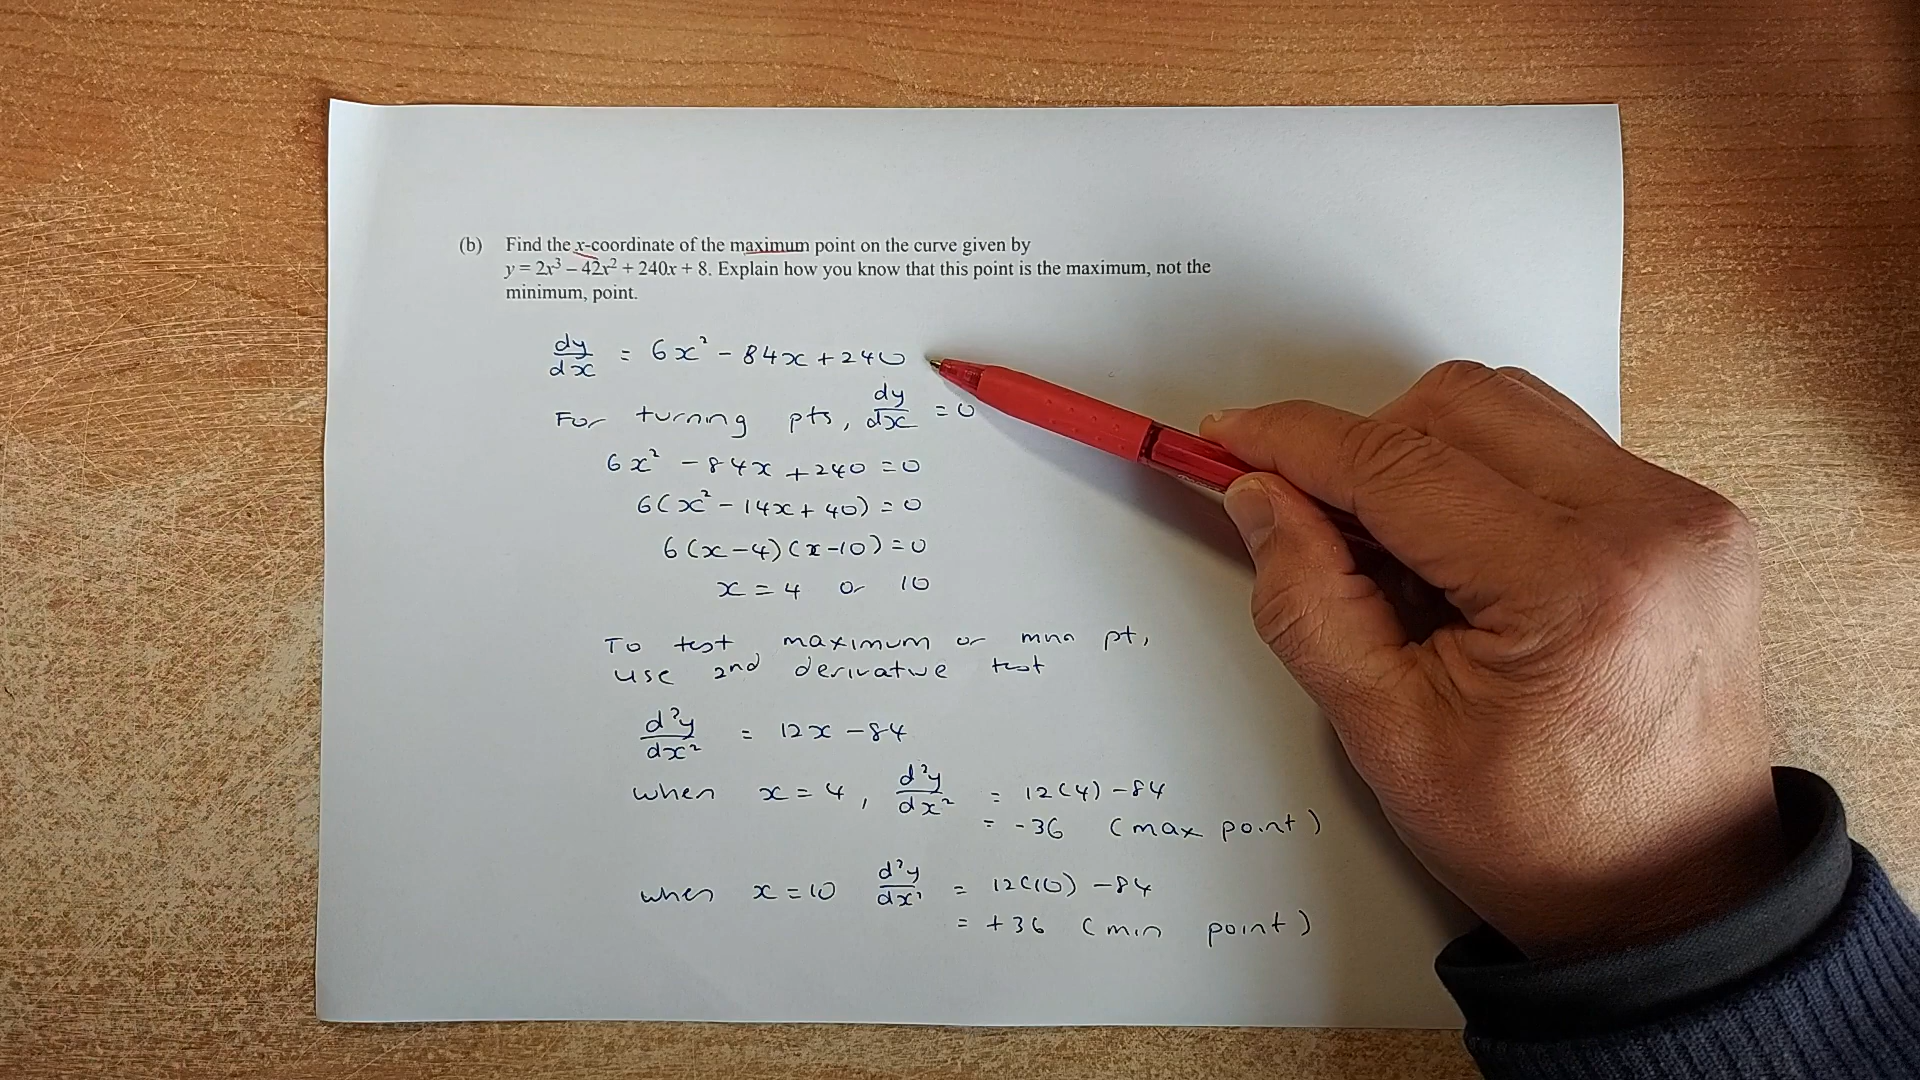 (b) Find the x-coordinate of the maximum point on the curve given by
y = 2x³ – 42x² + 240x + 8. Explain how you know that this point is the maximum, not the
minimum, point.
dy/dx = 6x² - 84x + 240
For turning pts, dy/dx = 0
6x² - 84x + 240 = 0
6(x² - 14x + 40) = 0
6(x-4)(x-10) = 0
x = 4 or 10
To test maximum or mnn pt,
use 2nd derivative test
d²y/dx² = 12x - 84
when x = 4, d²y/dx² = 12(4) - 84
= -36 (max point)
when x = 10 d²y/dx² = 12(10) - 84
= +36 (min point)